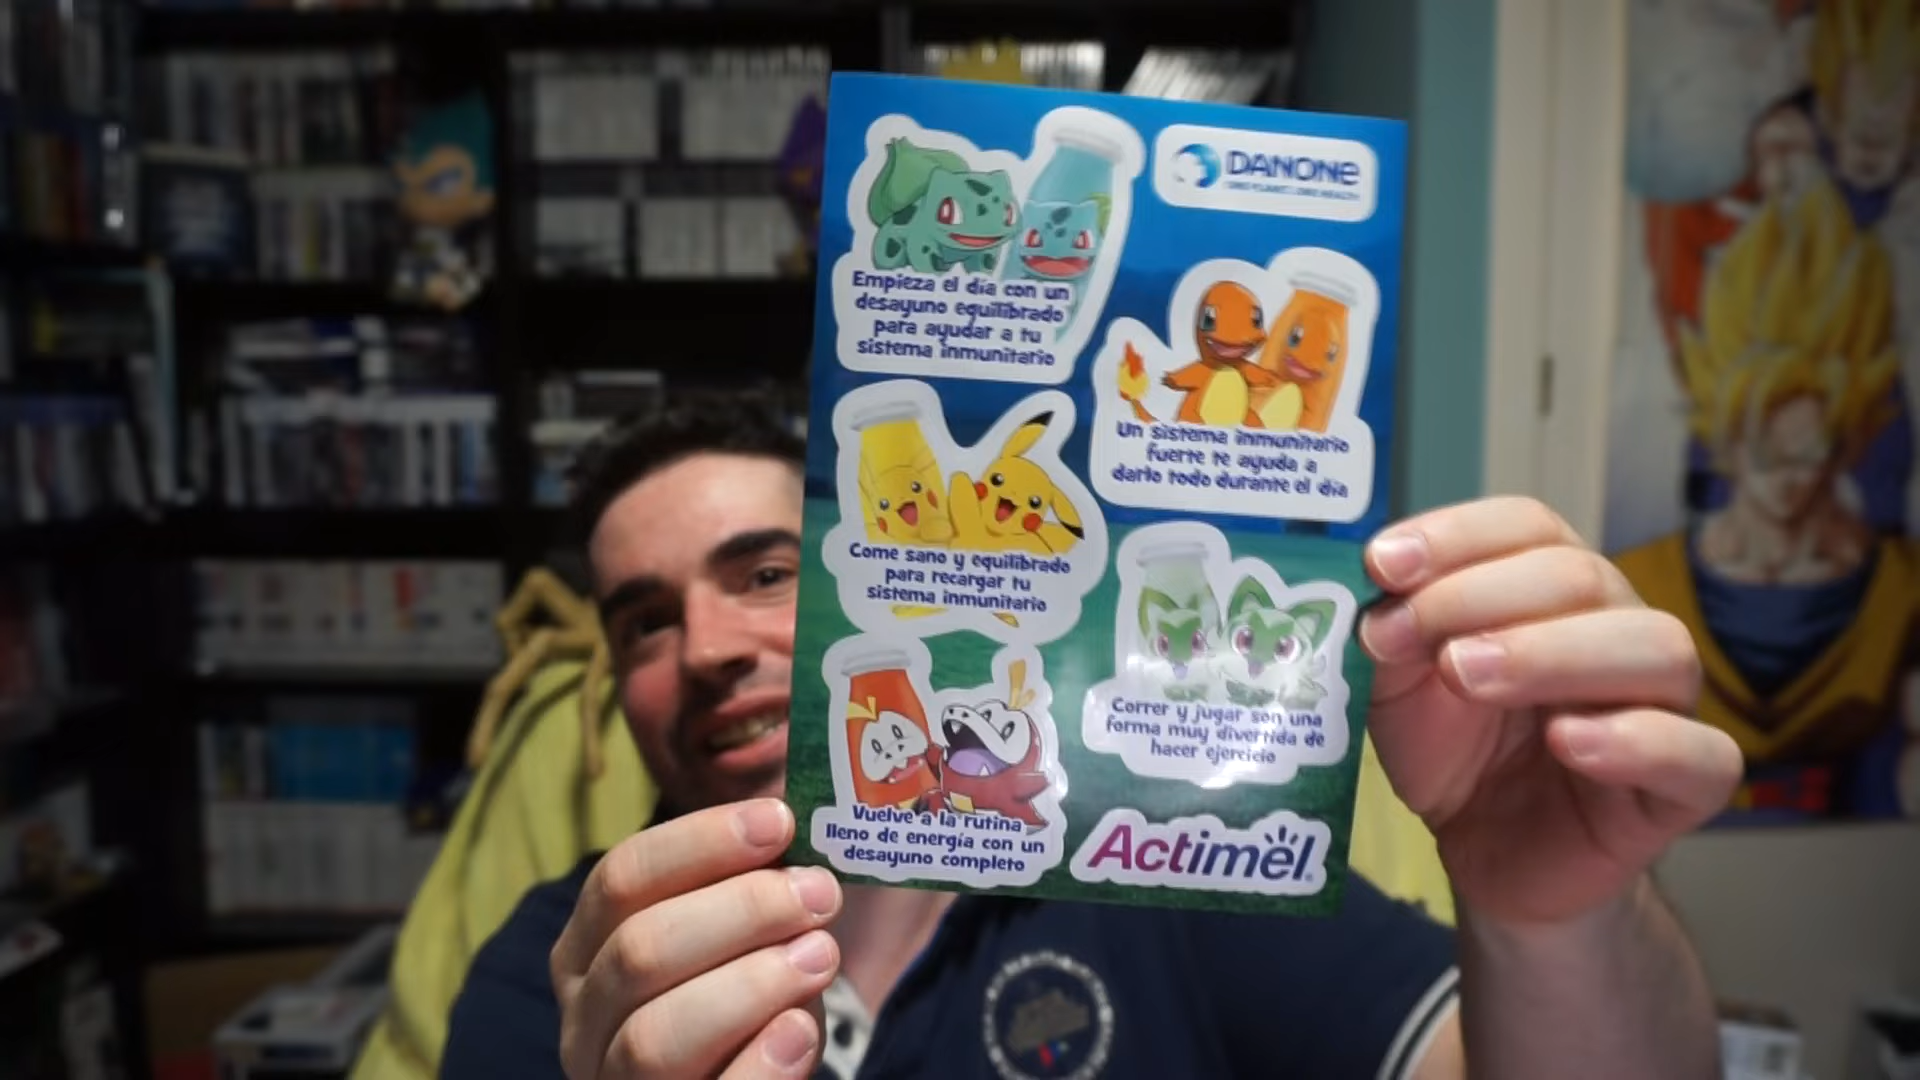 DANONE
ONE PLANET. ONE HEALTH
Empieza el día con un
desayuno equilibrado
para ayudar a tu
sistema inmunitario
Un sistema inmunitario
fuerte te ayuda a
darlo todo durante el día
Come sano y equilibrado
para recargar tu
sistema inmunitario
Correr y jugar son una
forma muy divertida de
hacer ejercicio
Vuelve a la rutina
lleno de energía con un
desayuno completo
Actimel